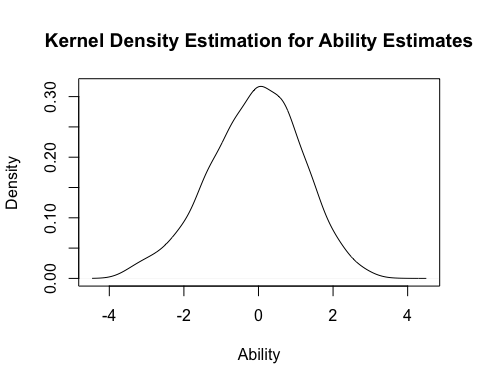 Kernel Density Estimation for Ability Estimates
Density
0.30
0.20
0.10
0.00
-4 -2 0 2 4
Ability